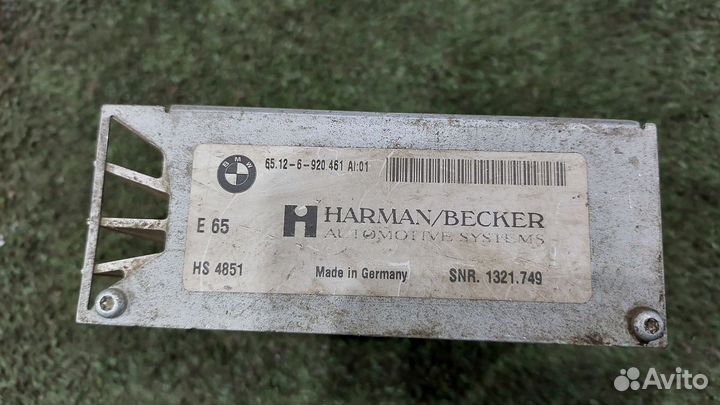 BMW
65.12-6-920 461 AI:01
E 65
HARMAN/BECKER
AUTOMOTIVE SYSTEMS
HS 4851
Made in Germany
SNR. 1321.749
Avito